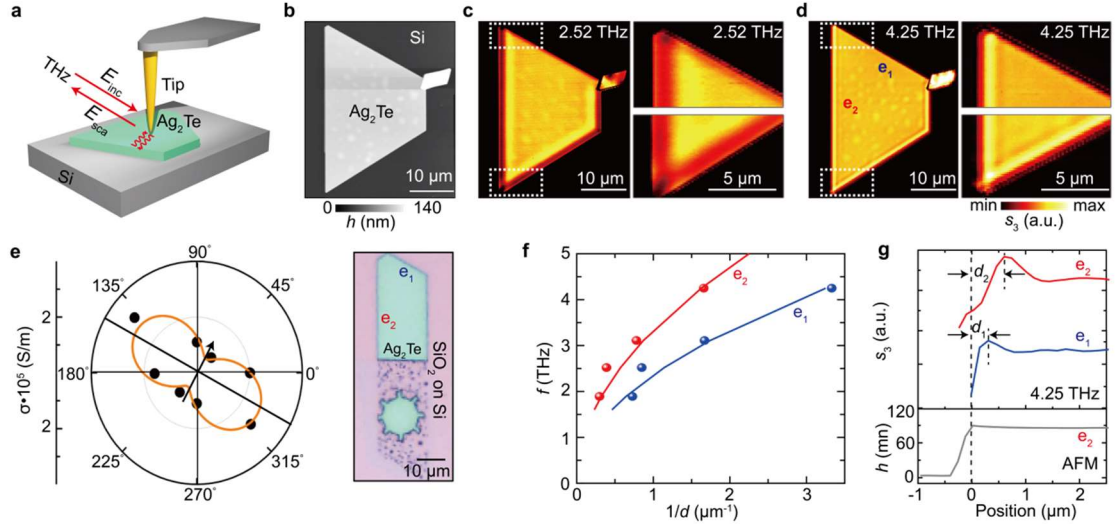 a
THz
E_inc
E_sca
Tip
Ag₂Te
Si
b
Si
Ag₂Te
10 μm
0
140
h (nm)
c
2.52 THz
10 μm
2.52 THz
5 μm
d
4.25 THz
e₁
e₂
10 μm
4.25 THz
5 μm
min
max
s₃ (a.u.)
e
σ•10⁵ (S/m)
2
2
90°
135°
45°
180°
0°
225°
315°
270°
e₁
e₂
Ag₂Te
SiO₂ on Si
10 μm
f
f (THz)
5
4
3
2
1
0
0
1
2
3
1/d (μm⁻¹)
e₂
e₁
g
s₃ (a.u.)
d₂
e₂
d₁
e₁
4.25 THz
h (mn)
120
90
60
30
0
e₂
AFM
-1
0
1
2
Position (μm)